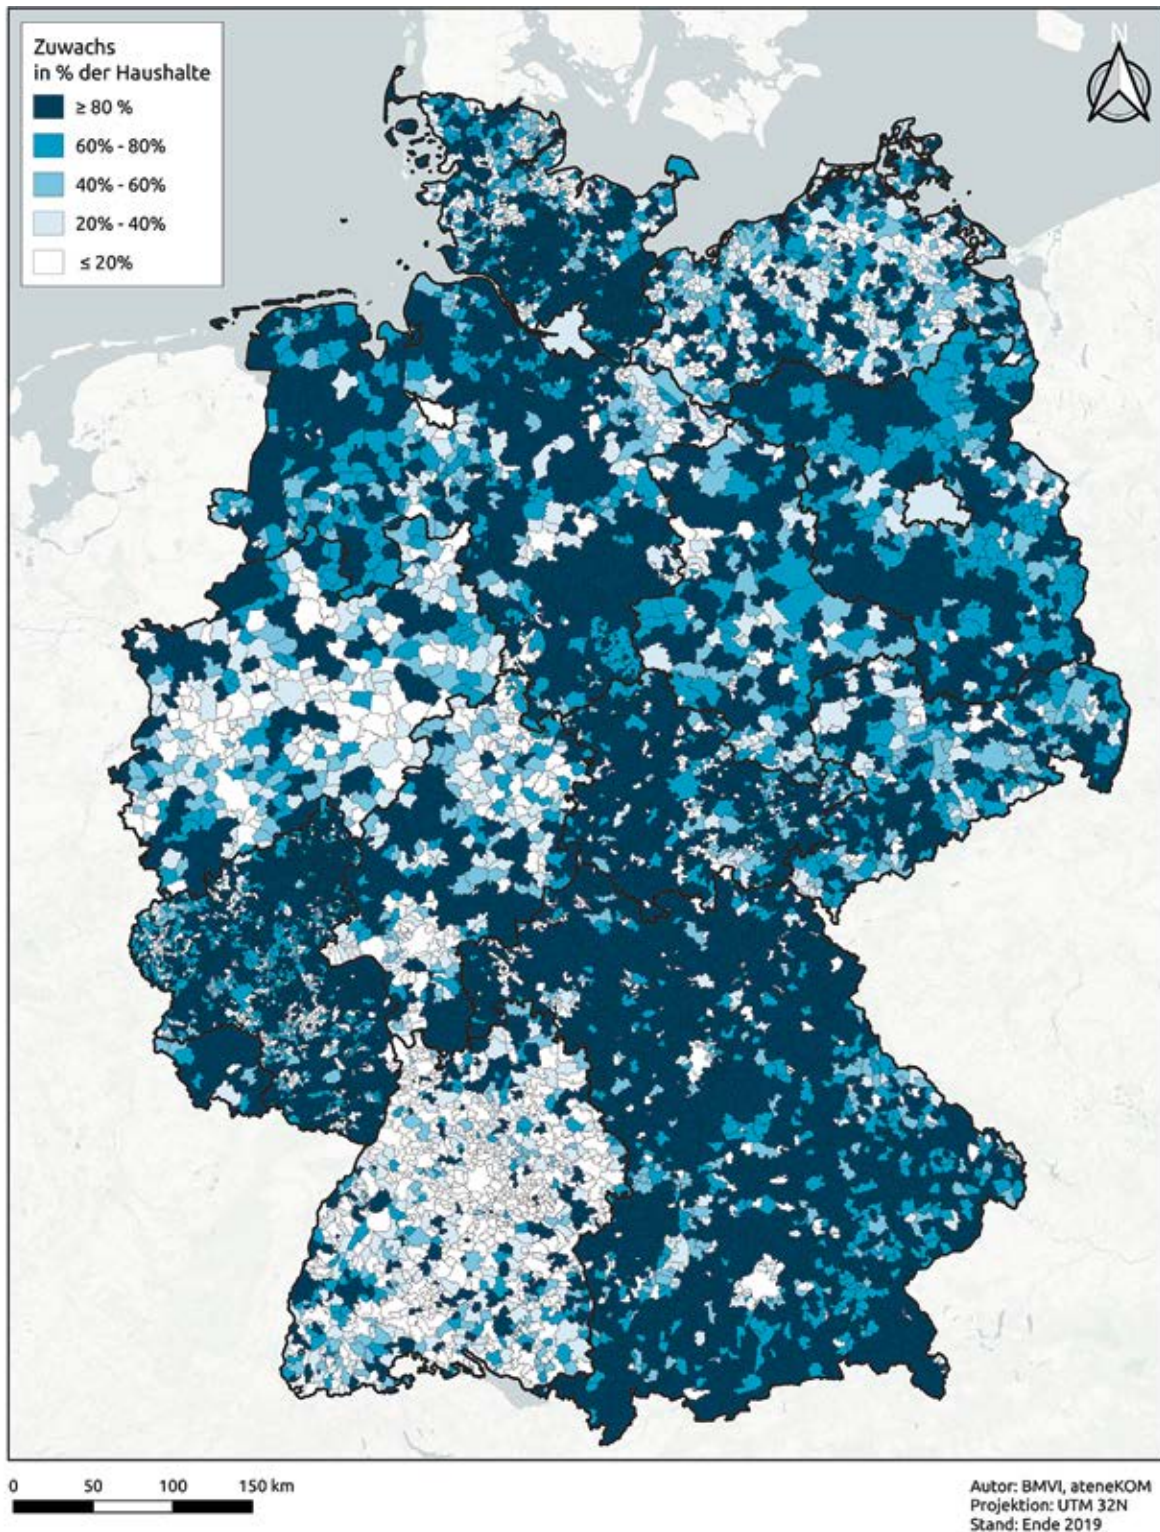 Zuwachs
in % der Haushalte
≥ 80 %
60% - 80%
40% - 60%
20% - 40%
≤ 20%
N
0 50 100 150 km
Autor: BMVI, ateneKOM
Projektion: UTM 32N
Stand: Ende 2019